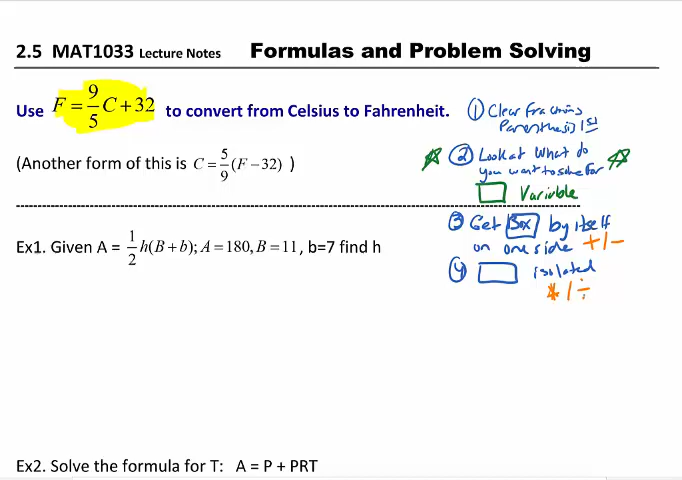 2.5 MAT1033 Lecture Notes Formulas and Problem Solving
Use F = 9/5 C + 32 to convert from Celsius to Fahrenheit.
(Another form of this is C = 5/9 (F − 32) )
Ex1. Given A = 1/2 h(B + b); A = 180, B = 11, b=7 find h
Ex2. Solve the formula for T: A = P + PRT
① Clear Fractions
Parenthesis 1st
② Look at what do
you want to solve for
Variable
③ Get Box by itself
on one side +/-
④ isolated
* / ÷